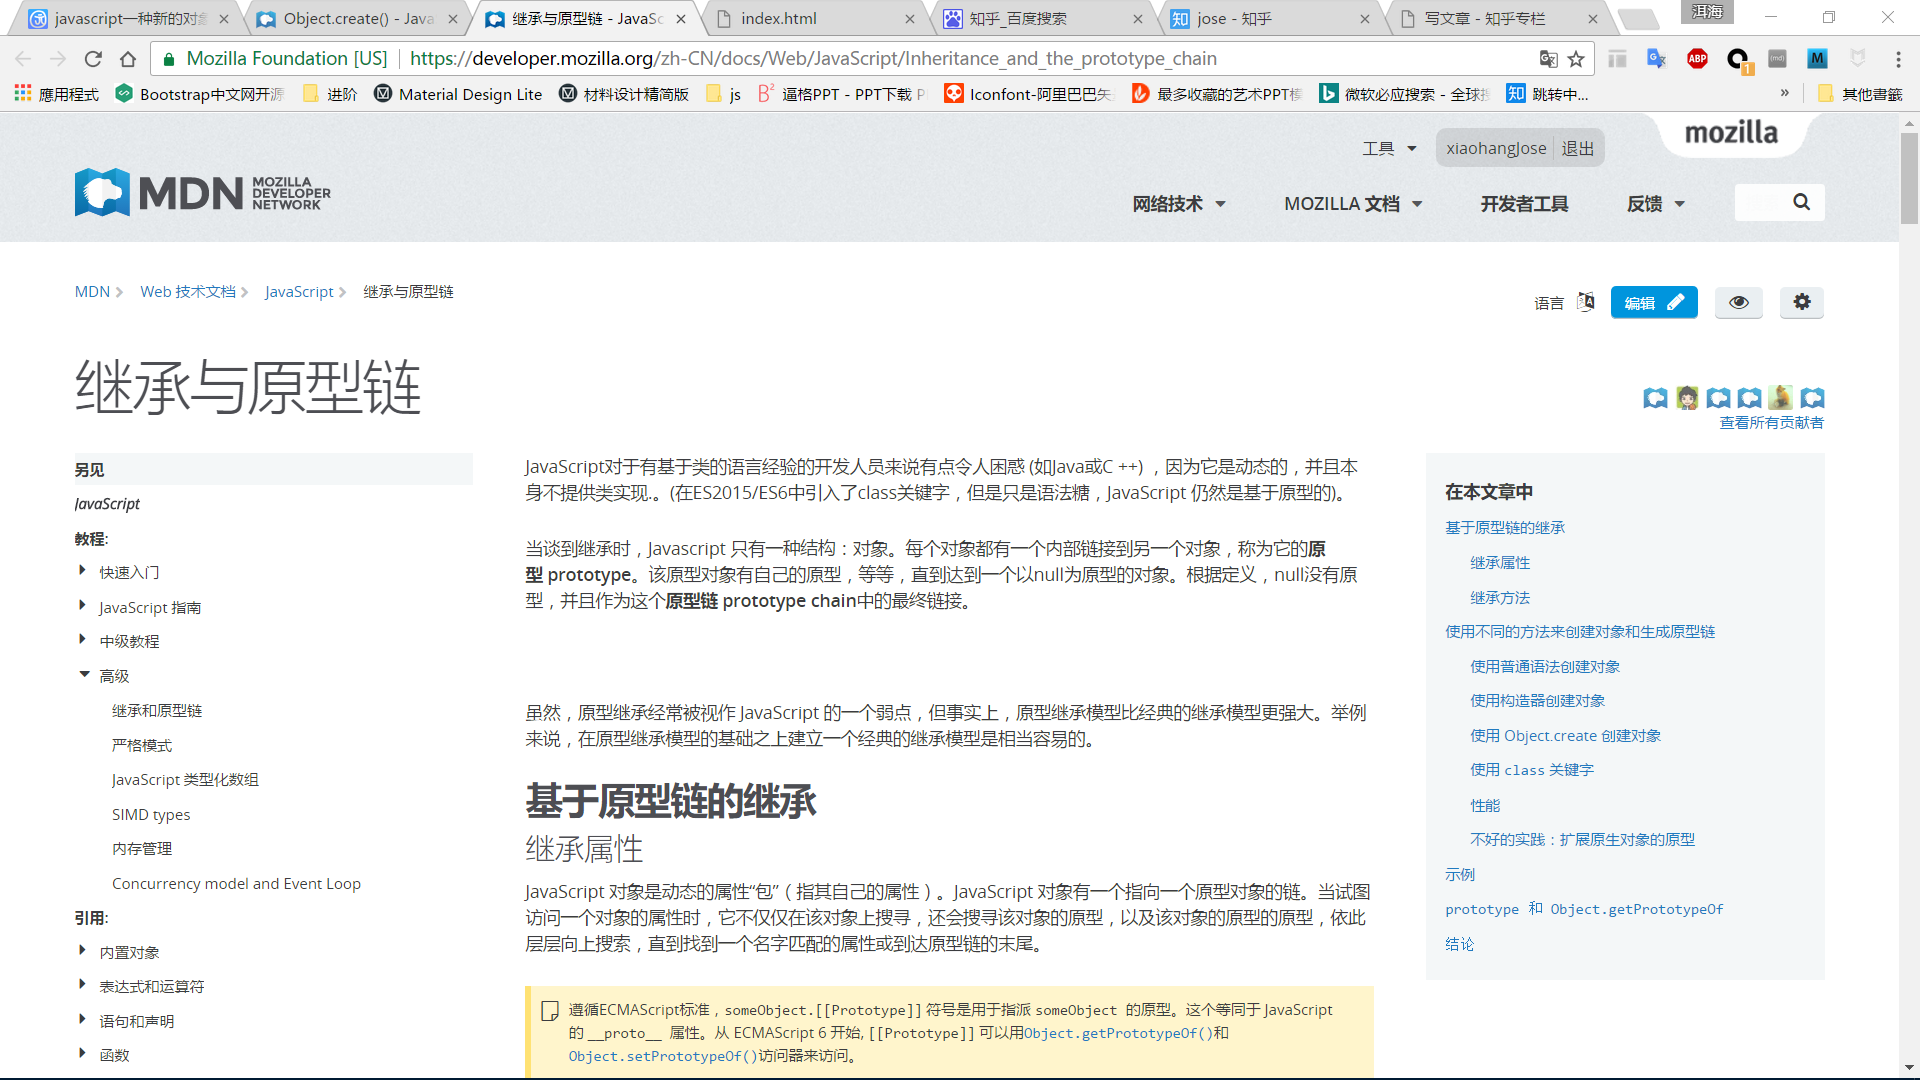 javascript一种新的对象
Object.create() - Java
继承与原型链 - JavaSc
index.html
知乎_百度搜索
jose - 知乎
写文章 - 知乎专栏
洱海
Mozilla Foundation [US]
https://developer.mozilla.org/zh-CN/docs/Web/JavaScript/Inheritance_and_the_prototype_chain
應用程式
Bootstrap中文网开源
进阶
Material Design Lite
材料设计精简版
js
逼格PPT - PPT下载 P
Iconfont-阿里巴巴矢
最多收藏的艺术PPT模
微软必应搜索 - 全球搜
跳转中...
»
其他書籤
工具
xiaohangJose
退出
mozilla
MDN MOZILLA DEVELOPER NETWORK
网络技术
MOZILLA 文档
开发者工具
反馈
MDN
Web 技术文档
JavaScript
继承与原型链
语言
编辑
继承与原型链
查看所有贡献者
另见
JavaScript
教程:
快速入门
JavaScript 指南
中级教程
高级
继承和原型链
严格模式
JavaScript 类型化数组
SIMD types
内存管理
Concurrency model and Event Loop
引用:
内置对象
表达式和运算符
语句和声明
函数
JavaScript对于有基于类的语言经验的开发人员来说有点令人困惑 (如Java或C ++) ，因为它是动态的，并且本
身不提供类实现.。(在ES2015/ES6中引入了class关键字，但是只是语法糖，JavaScript 仍然是基于原型的)。
当谈到继承时，Javascript 只有一种结构：对象。每个对象都有一个内部链接到另一个对象，称为它的原
型 prototype。该原型对象有自己的原型，等等，直到达到一个以null为原型的对象。根据定义，null没有原
型，并且作为这个原型链 prototype chain中的最终链接。
虽然，原型继承经常被视作 JavaScript 的一个弱点，但事实上，原型继承模型比经典的继承模型更强大。举例
来说，在原型继承模型的基础之上建立一个经典的继承模型是相当容易的。
基于原型链的继承
继承属性
JavaScript 对象是动态的属性“包”（指其自己的属性）。JavaScript 对象有一个指向一个原型对象的链。当试图
访问一个对象的属性时，它不仅仅在该对象上搜寻，还会搜寻该对象的原型，以及该对象的原型的原型，依此
层层向上搜索，直到找到一个名字匹配的属性或到达原型链的末尾。
遵循ECMAScript标准，someObject.[[Prototype]] 符号是用于指派 someObject 的原型。这个等同于 JavaScript
的 __proto__ 属性。从 ECMAScript 6 开始, [[Prototype]] 可以用Object.getPrototypeOf()和
Object.setPrototypeOf()访问器来访问。
在本文章中
基于原型链的继承
继承属性
继承方法
使用不同的方法来创建对象和生成原型链
使用普通语法创建对象
使用构造器创建对象
使用 Object.create 创建对象
使用 class 关键字
性能
不好的实践：扩展原生对象的原型
示例
prototype 和 Object.getPrototypeOf
结论